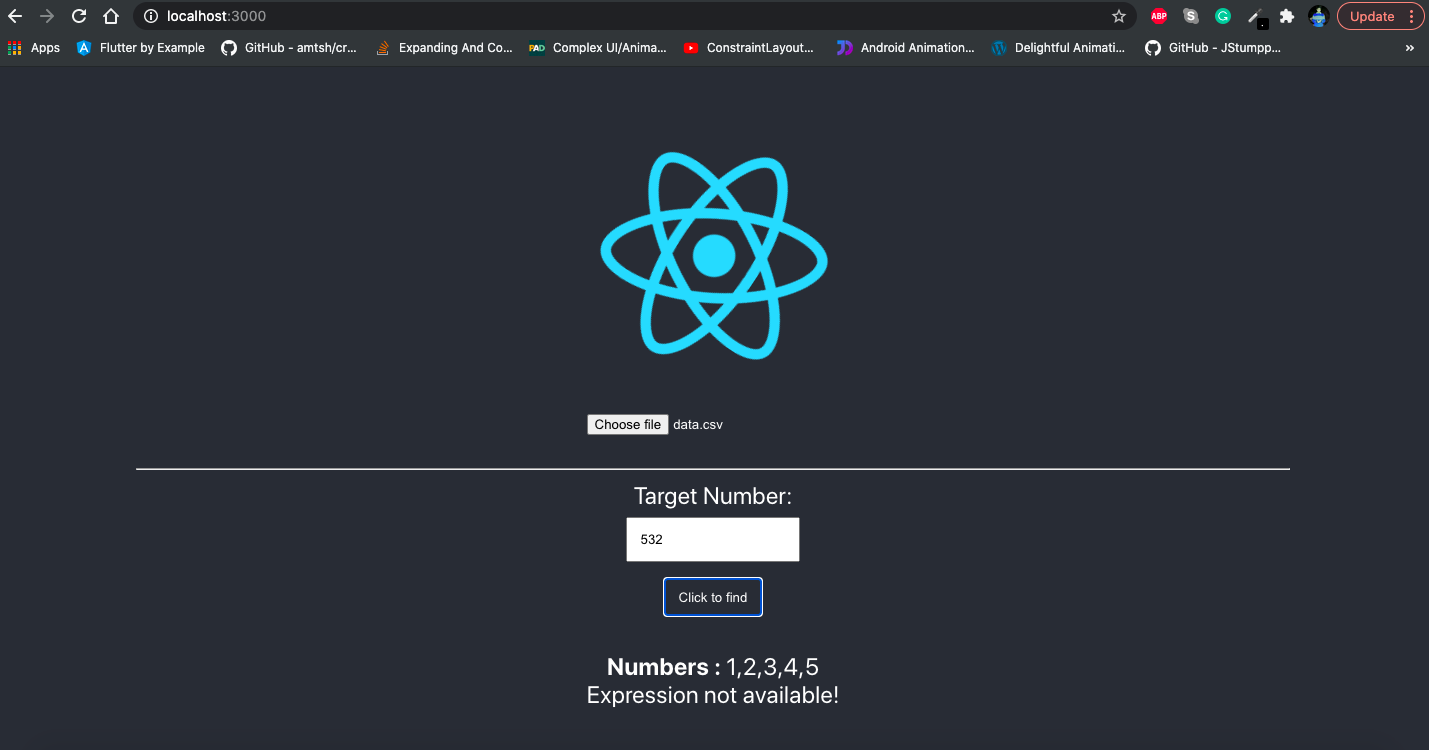 localhost:3000
ABP
S
G
Update
Apps
Flutter by Example
GitHub - amtsh/cr...
Expanding And Co...
PAD
Complex UI/Anima...
ConstraintLayout...
Android Animation...
Delightful Animati...
GitHub - JStumpp...
»
Choose file data.csv
Target Number:
532
Click to find
Numbers : 1,2,3,4,5
Expression not available!